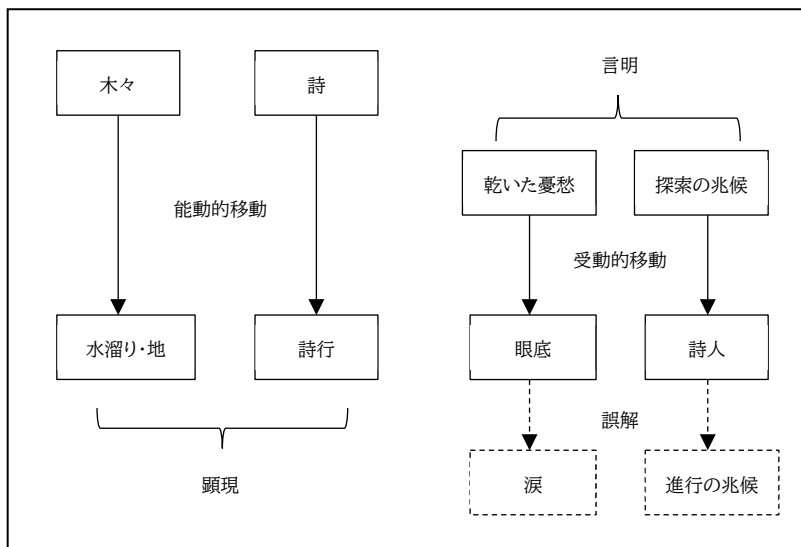 木々
詩
言明
乾いた憂愁
探索の兆候
能動的移動
受動的移動
水溜り・地
詩行
眼底
詩人
誤解
顕現
涙
進行の兆候